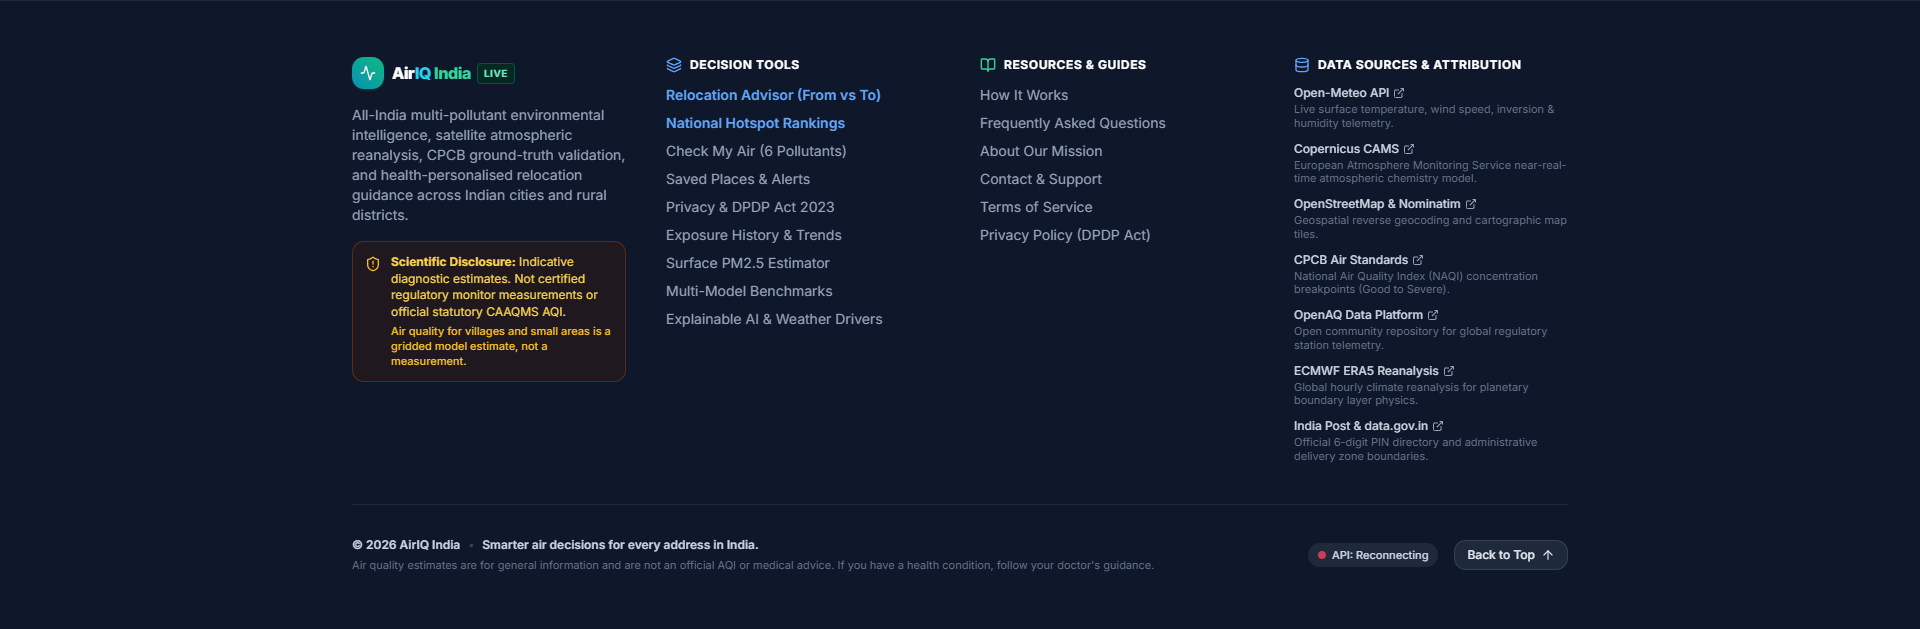 AirIQ India LIVE
All-India multi-pollutant environmental
intelligence, satellite atmospheric
reanalysis, CPCB ground-truth validation,
and health-personalised relocation
guidance across Indian cities and rural
districts.
Scientific Disclosure: Indicative
diagnostic estimates. Not certified
regulatory monitor measurements or
official statutory CAAQMS AQI.
Air quality for villages and small areas is a
gridded model estimate, not a
measurement.
DECISION TOOLS
Relocation Advisor (From vs To)
National Hotspot Rankings
Check My Air (6 Pollutants)
Saved Places & Alerts
Privacy & DPDP Act 2023
Exposure History & Trends
Surface PM2.5 Estimator
Multi-Model Benchmarks
Explainable AI & Weather Drivers
RESOURCES & GUIDES
How It Works
Frequently Asked Questions
About Our Mission
Contact & Support
Terms of Service
Privacy Policy (DPDP Act)
DATA SOURCES & ATTRIBUTION
Open-Meteo API
Live surface temperature, wind speed, inversion &
humidity telemetry.
Copernicus CAMS
European Atmosphere Monitoring Service near-real-
time atmospheric chemistry model.
OpenStreetMap & Nominatim
Geospatial reverse geocoding and cartographic map
tiles.
CPCB Air Standards
National Air Quality Index (NAQI) concentration
breakpoints (Good to Severe).
OpenAQ Data Platform
Open community repository for global regulatory
station telemetry.
ECMWF ERA5 Reanalysis
Global hourly climate reanalysis for planetary
boundary layer physics.
India Post & data.gov.in
Official 6-digit PIN directory and administrative
delivery zone boundaries.
© 2026 AirIQ India • Smarter air decisions for every address in India.
Air quality estimates are for general information and are not an official AQI or medical advice. If you have a health condition, follow your doctor's guidance.
API: Reconnecting
Back to Top ↑